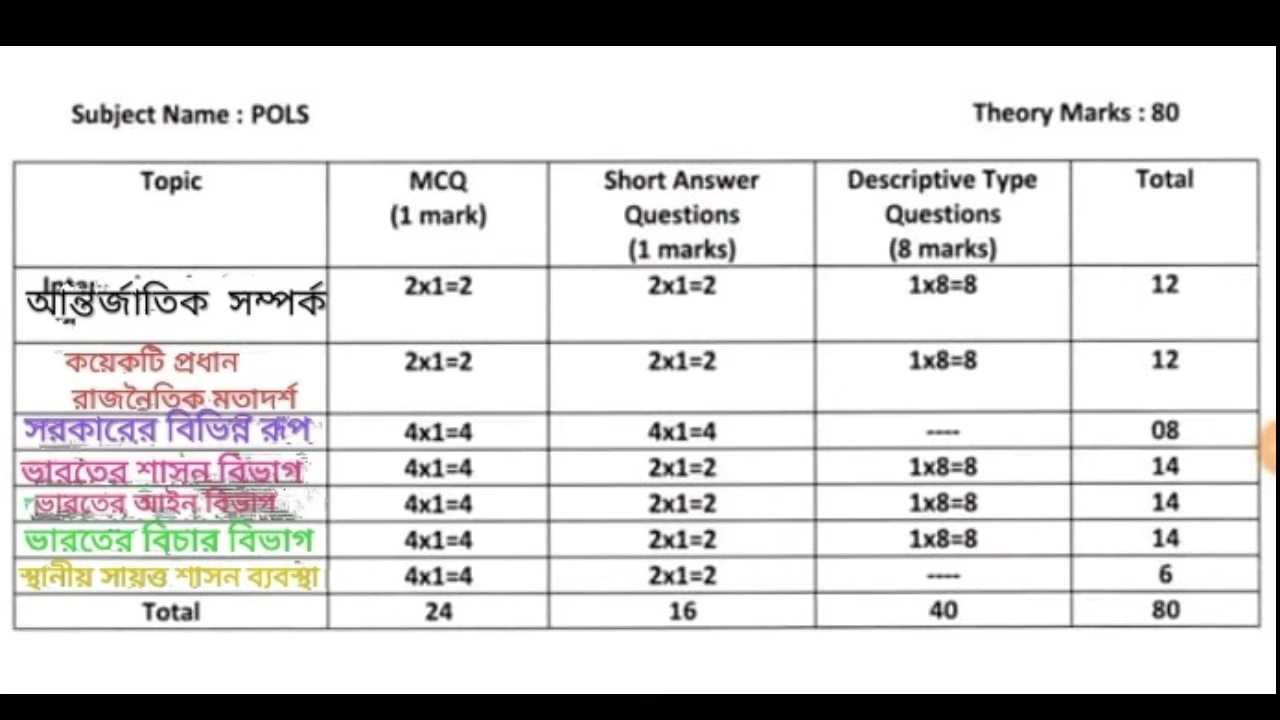 Subject Name : POLS Theory Marks : 80
Topic MCQ (1 mark) Short Answer Questions (1 marks) Descriptive Type Questions (8 marks) Total
আন্তর্জাতিক সম্পর্ক 2x1=2 2x1=2 1x8=8 12
কয়েকটি প্রধান রাজনৈতিক মতাদর্শ 2x1=2 2x1=2 1x8=8 12
সরকারের বিভিন্ন রূপ 4x1=4 4x1=4 ---- 08
ভারতের শাসন বিভাগ 4x1=4 2x1=2 1x8=8 14
ভারতের আইন বিভাগ 4x1=4 2x1=2 1x8=8 14
ভারতের বিচার বিভাগ 4x1=4 2x1=2 1x8=8 14
স্থানীয় সায়ত্ত শাসন ব্যবস্থা 4x1=4 2x1=2 ---- 6
Total 24 16 40 80